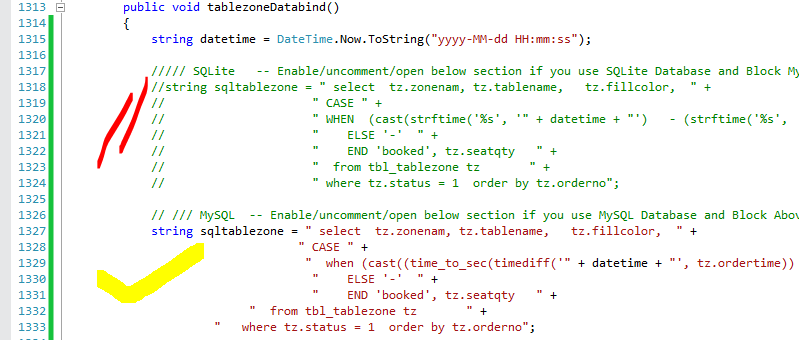 1313 public void tablezoneDatabind()
1314 {
1315 string datetime = DateTime.Now.ToString("yyyy-MM-dd HH:mm:ss");
1316
1317 ///// SQLite   -- Enable/uncomment/open below section if you use SQLite Database and Block My
1318 //string sqltablezone = " select  tz.zonenam, tz.tablename,   tz.fillcolor,  " +
1319 //                    " CASE " +
1320 //                    " WHEN  (cast(strftime('%s', '" + datetime + "')   - (strftime('%s',
1321 //                    "    ELSE '-'  " +
1322 //                    "    END 'booked', tz.seatqty   " +
1323 //                    "  from tbl_tablezone tz       " +
1324 //                    " where tz.status = 1  order by tz.orderno";
1325
1326 // /// MySQL  -- Enable/uncomment/open below section if you use MySQL Database and Block Abov
1327 string sqltablezone = " select  tz.zonenam, tz.tablename,   tz.fillcolor,  " +
1328 " CASE " +
1329 "  when (cast((time_to_sec(timediff('" + datetime + "', tz.ordertime))
1330 "    ELSE '-'  " +
1331 "    END 'booked', tz.seatqty   " +
1332 "  from tbl_tablezone tz       " +
1333 "   where tz.status = 1  order by tz.orderno";